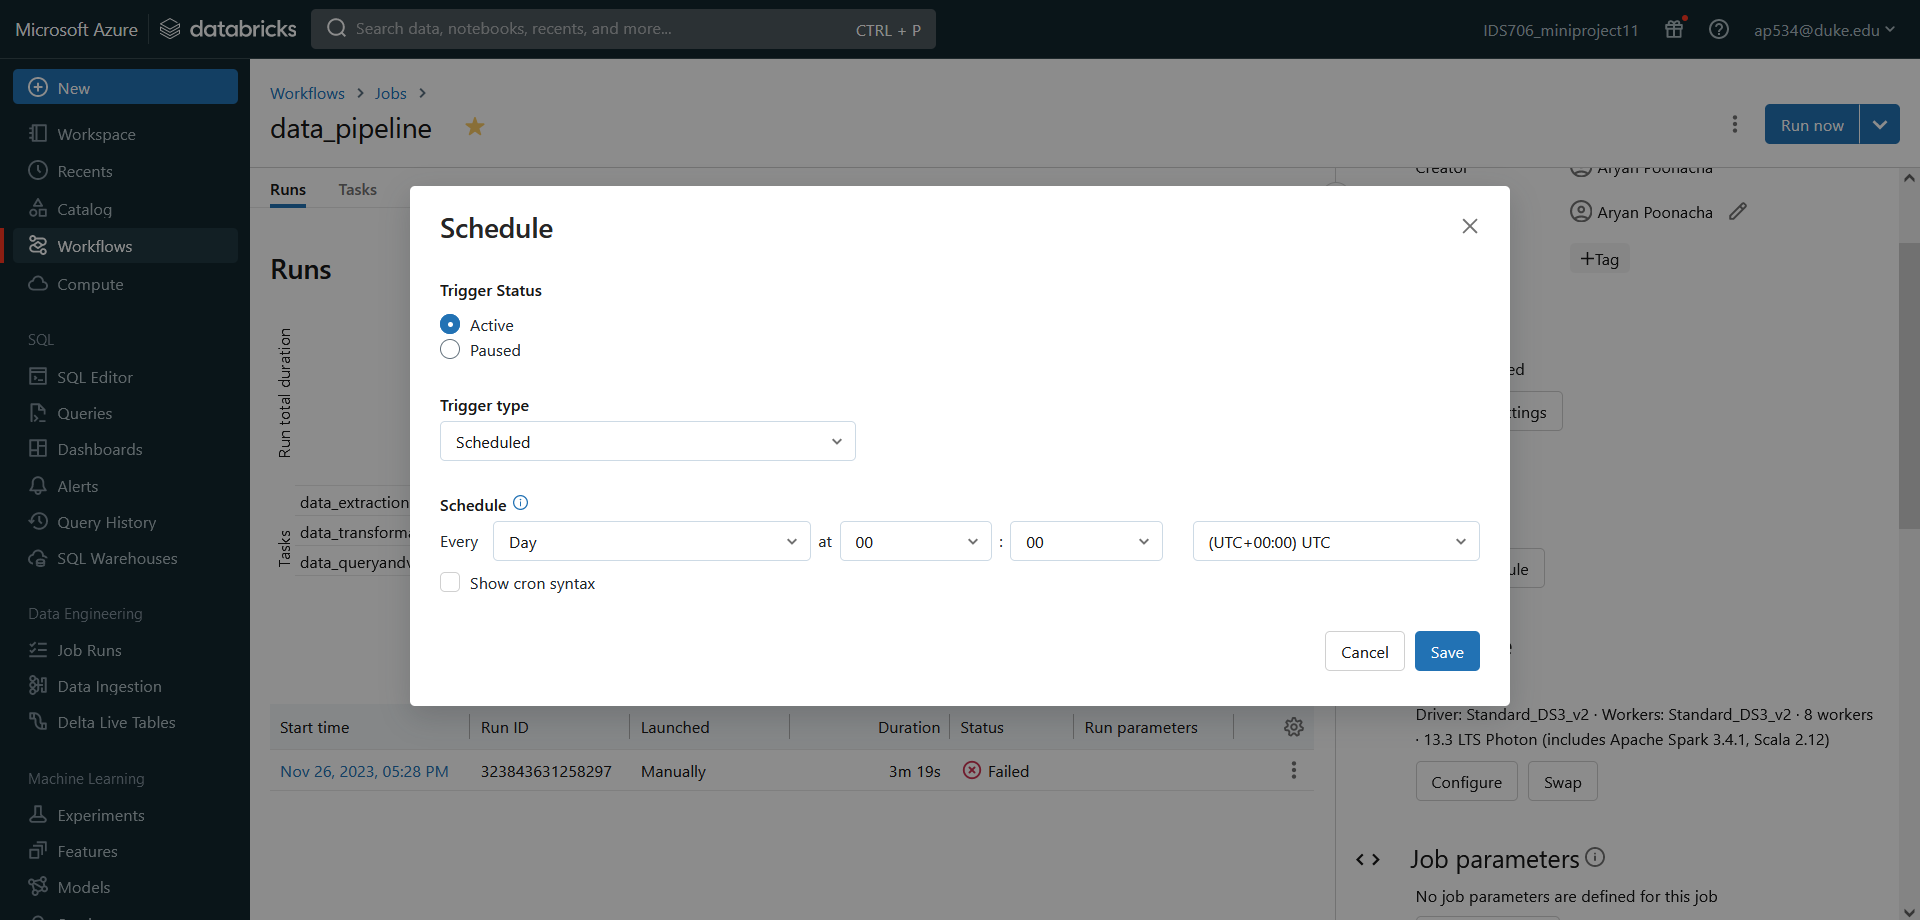 Microsoft Azure
databricks
Search data, notebooks, recents, and more...
CTRL + P
IDS706_miniproject11
ap534@duke.edu
New
Workspace
Recents
Catalog
Workflows
Compute
SQL
SQL Editor
Queries
Dashboards
Alerts
Query History
SQL Warehouses
Data Engineering
Job Runs
Data Ingestion
Delta Live Tables
Machine Learning
Experiments
Features
Models
Workflows > Jobs >
data_pipeline
Run now
Runs
Tasks
Runs
Run total duration
Tasks
data_extraction
data_transforma
data_queryandv
Schedule
Trigger Status
Active
Paused
Trigger type
Scheduled
Schedule
Every Day at 00 : 00 (UTC+00:00) UTC
Show cron syntax
Cancel
Save
Start time
Run ID
Launched
Duration
Status
Run parameters
Nov 26, 2023, 05:28 PM
323843631258297
Manually
3m 19s
Failed
Creator
Aryan Poonacha
Aryan Poonacha
+Tag
ed
ttings
ule
Driver: Standard_DS3_v2 · Workers: Standard_DS3_v2 · 8 workers
· 13.3 LTS Photon (includes Apache Spark 3.4.1, Scala 2.12)
Configure
Swap
Job parameters
No job parameters are defined for this job